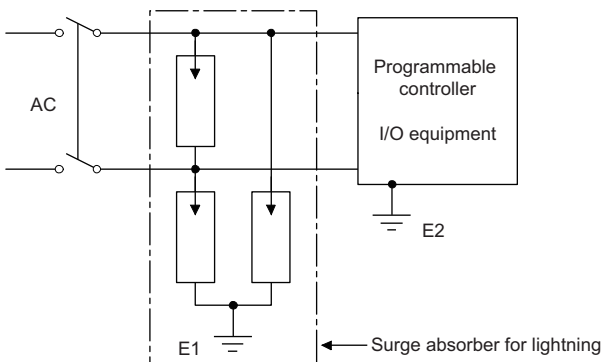 Programmable
controller
AC
I/O equipment
E2
E1
Surge absorber for lightning